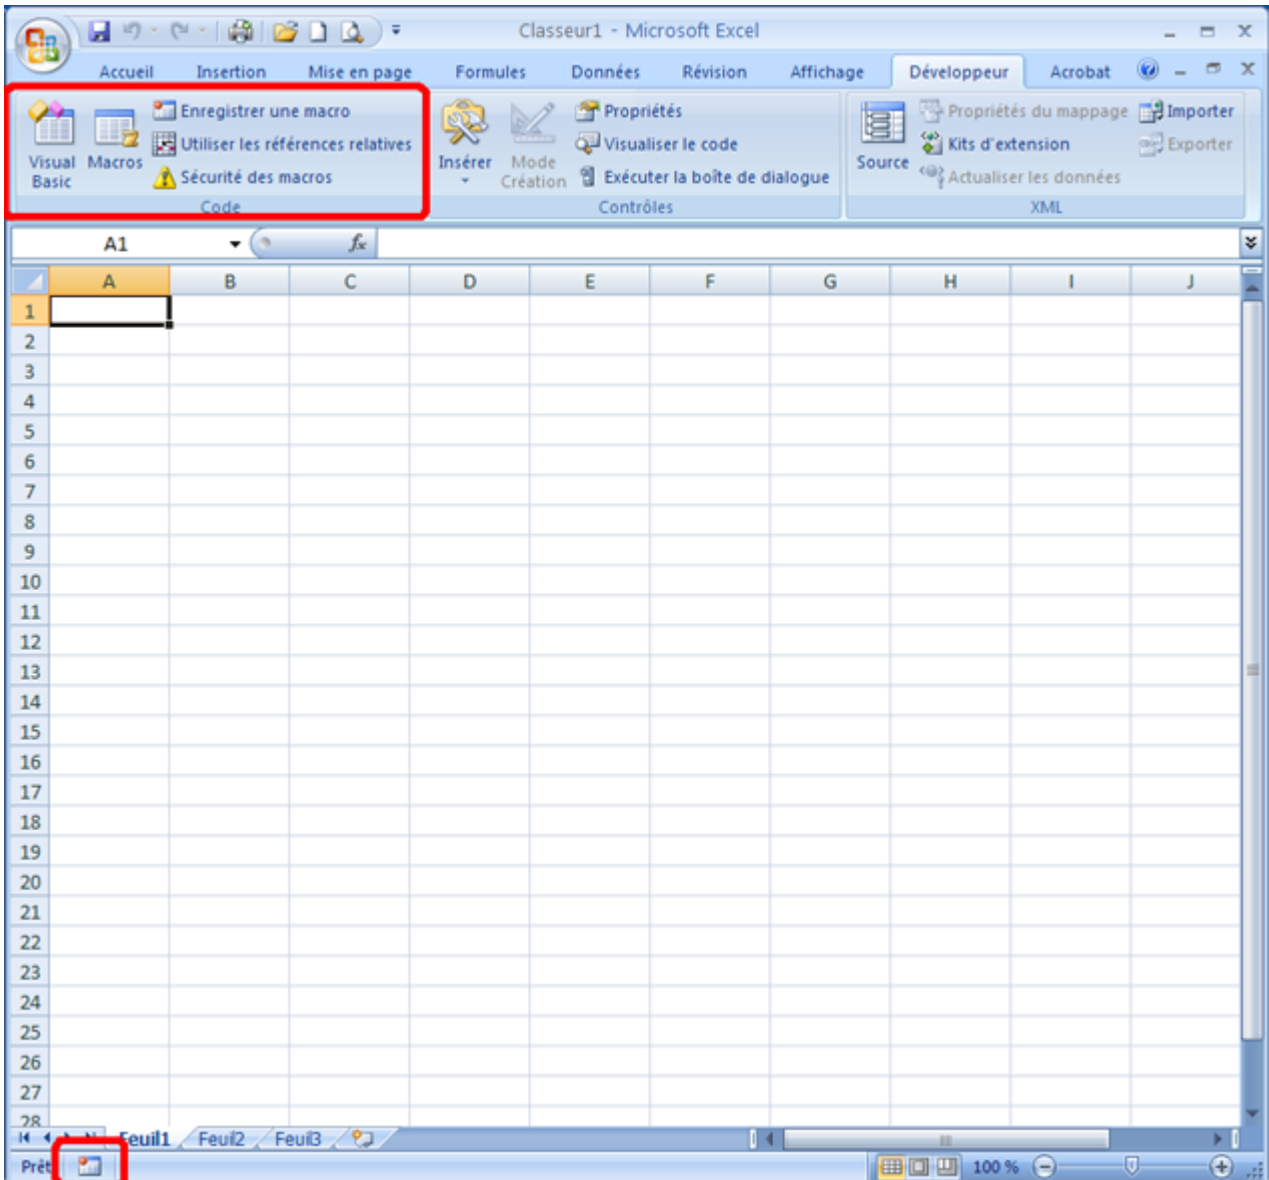 Classeur1 - Microsoft Excel
Accueil Insertion Mise en page Formules Données Révision Affichage Développeur Acrobat
Visual Basic
Macros
Enregistrer une macro
Utiliser les références relatives
Sécurité des macros
Code
Insérer
Mode Création
Propriétés
Visualiser le code
Exécuter la boîte de dialogue
Contrôles
Source
Propriétés du mappage
Kits d'extension
Actualiser les données
Importer
Exporter
XML
A1 fx
A B C D E F G H I J
1
2
3
4
5
6
7
8
9
10
11
12
13
14
15
16
17
18
19
20
21
22
23
24
25
26
27
28
Feuil1 Feuil2 Feuil3
Prêt 100 %